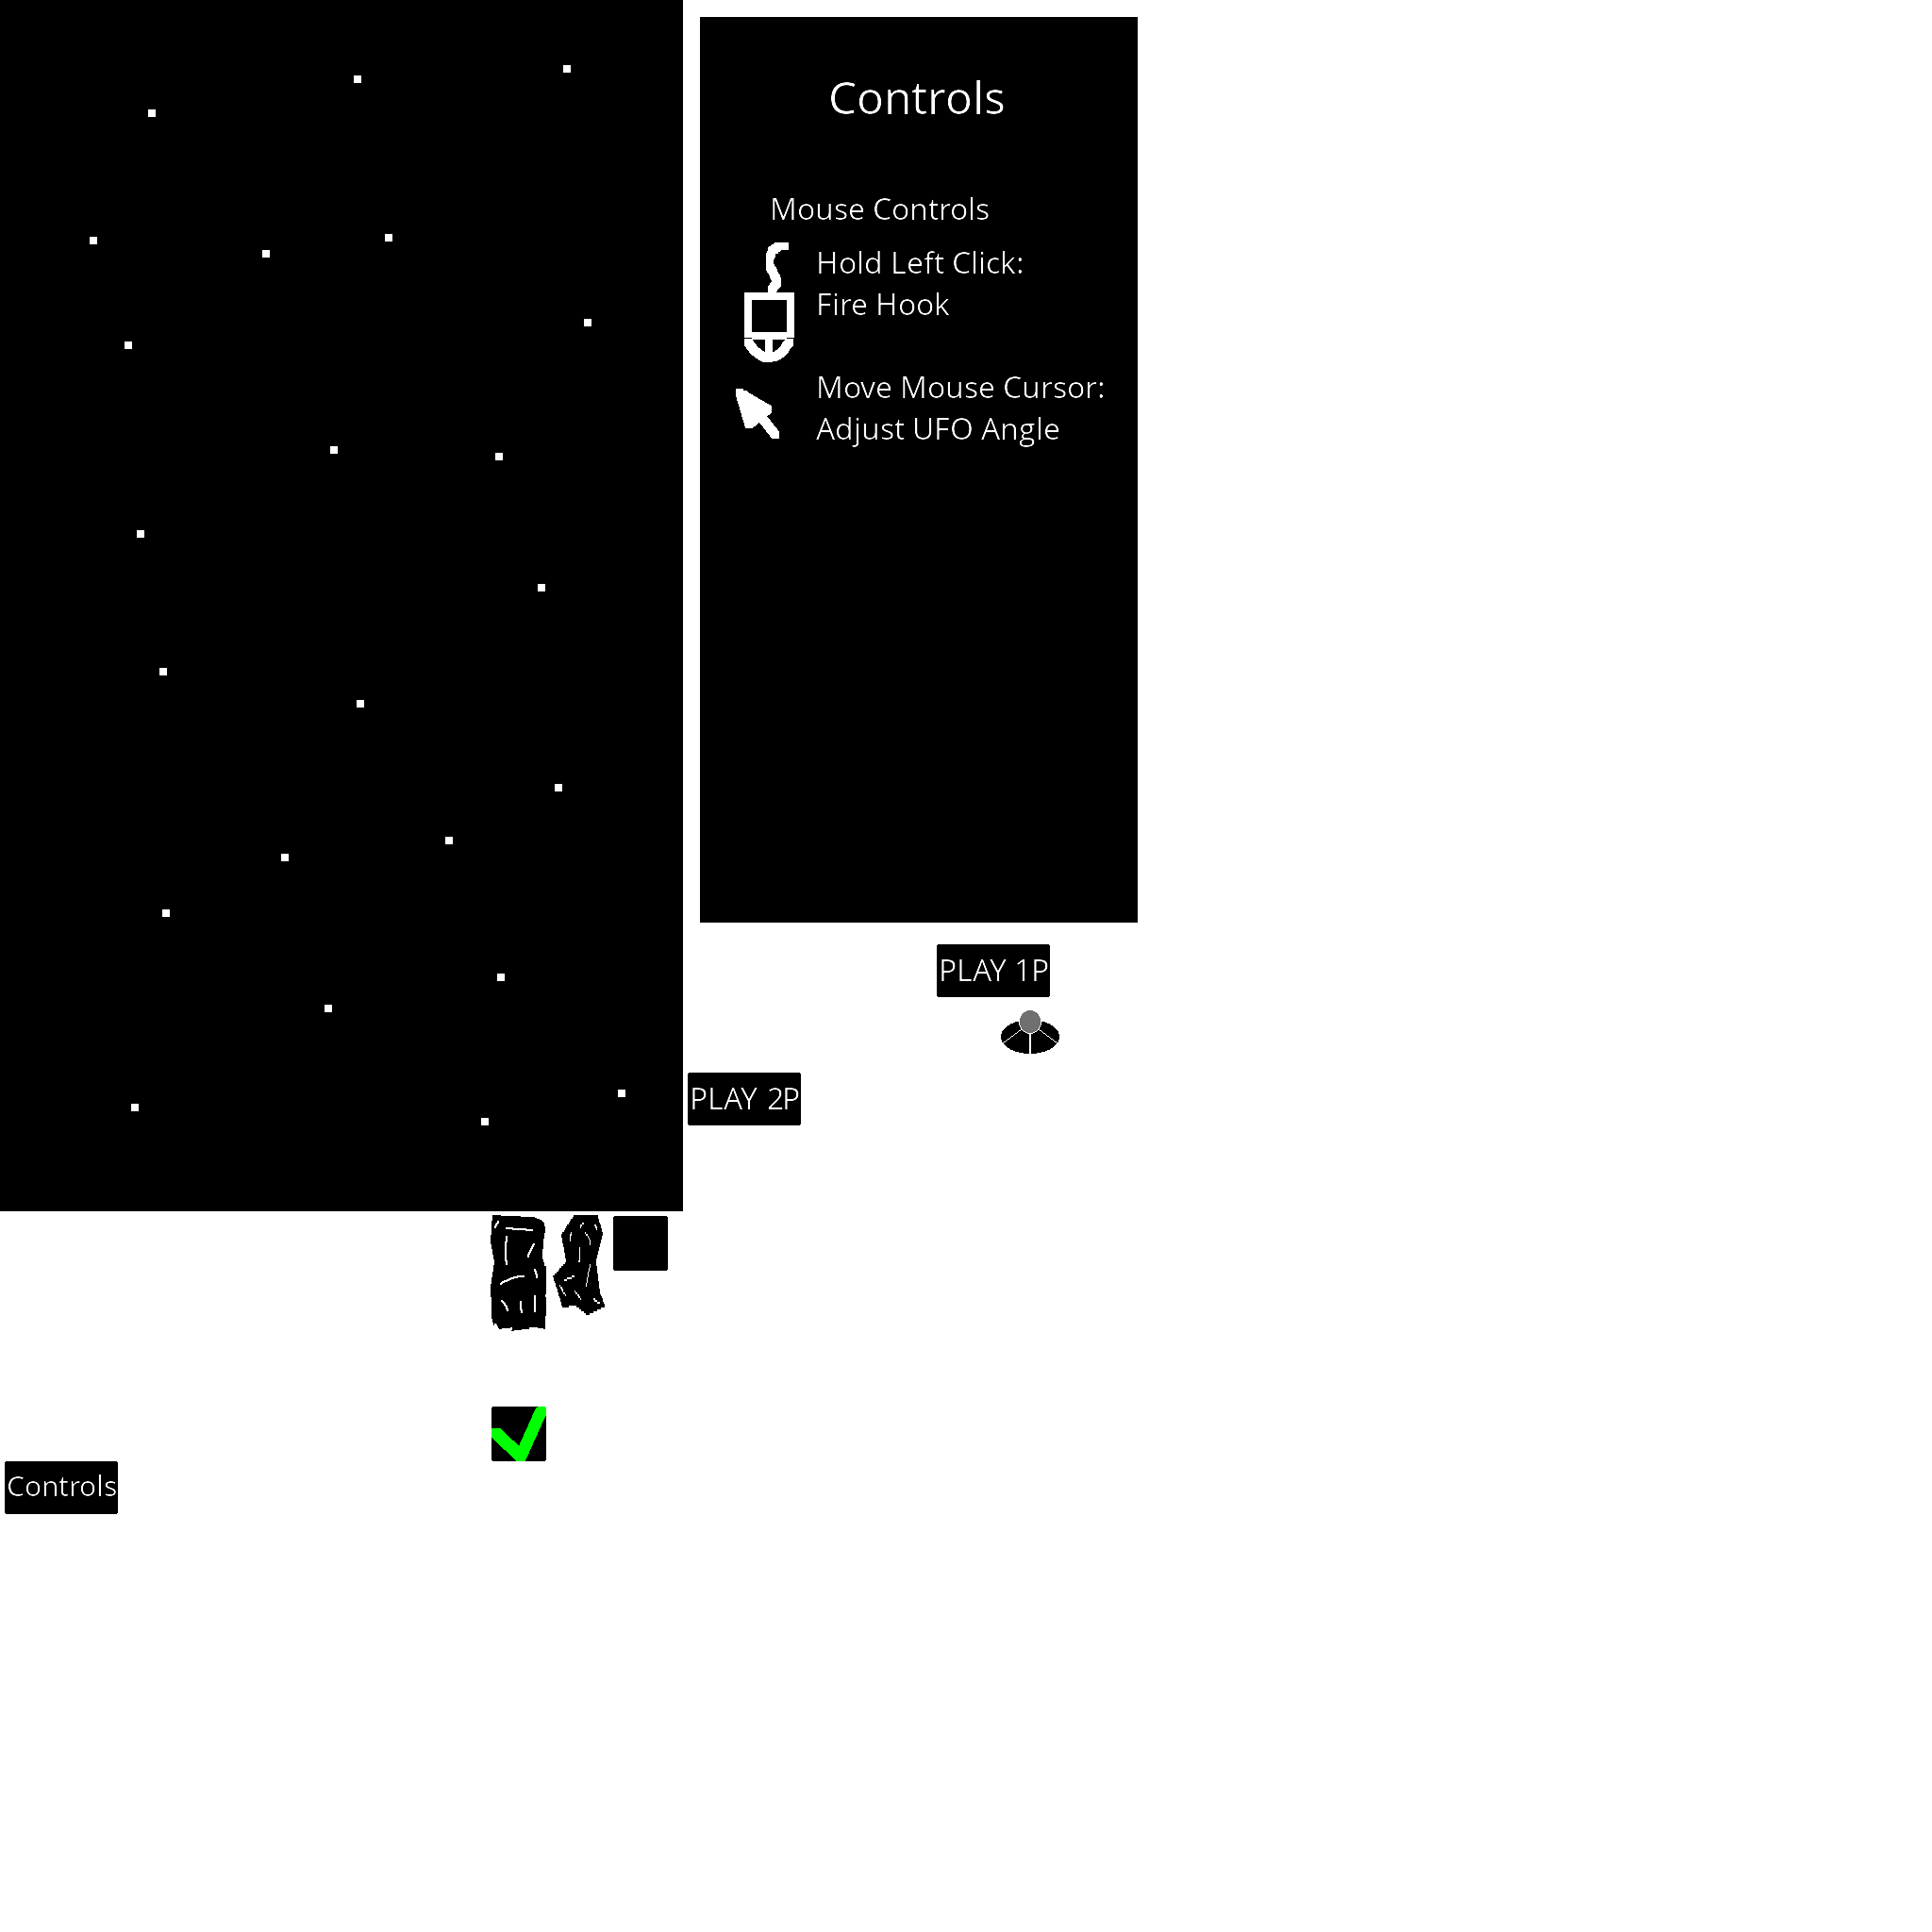 Controls
Mouse Controls
Hold Left Click:
Fire Hook
Move Mouse Cursor:
Adjust UFO Angle
PLAY 1P
PLAY 2P
Controls